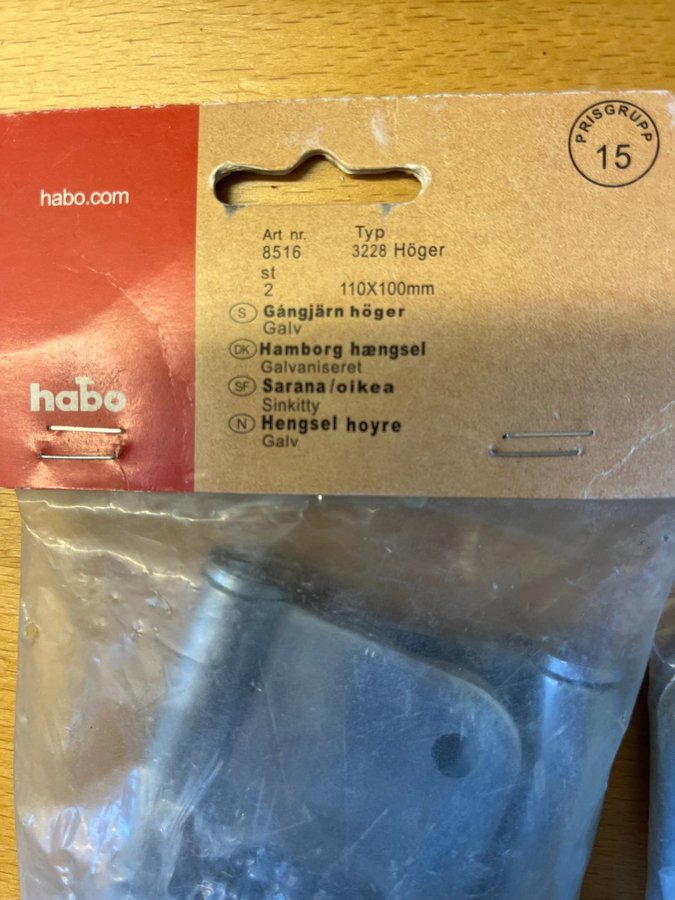 PRISGRUPP
15
habo.com
Art nr. Typ
8516 3228 Höger
st
2 110X100mm
S Gångjärn höger
Galv
DK Hamborg hængsel
Galvaniseret
SF Sarana/oikea
Sinkitty
N Hengsel hoyre
Galv
habo